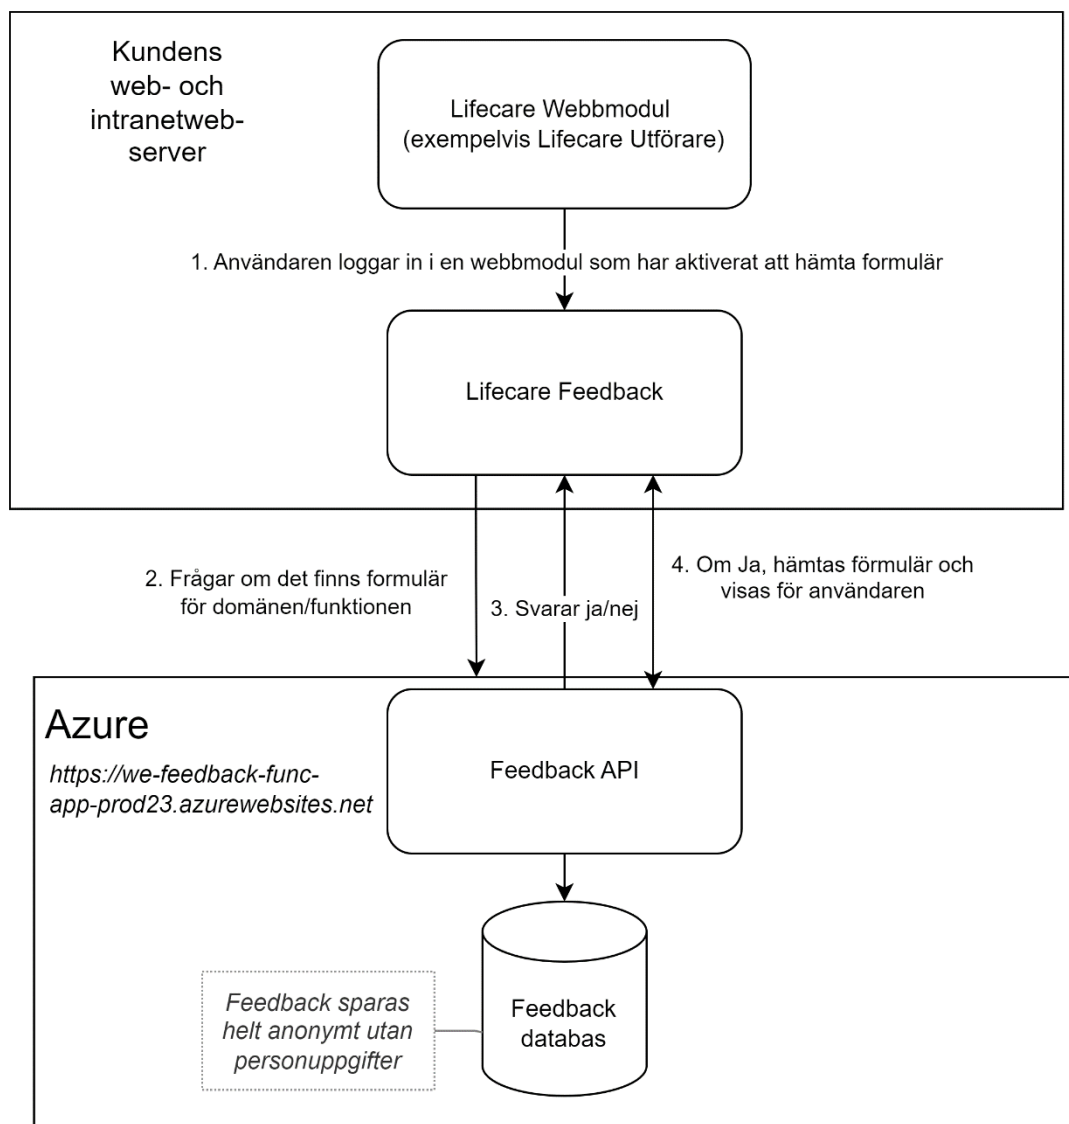 Kundens
web- och
intranetweb-
server
Lifecare Webbmodul
(exempelvis Lifecare Utförare)
1. Användaren loggar in i en webbmodul som har aktiverat att hämta formulär
Lifecare Feedback
2. Frågar om det finns formulär
för domänen/funktionen
3. Svarar ja/nej
4. Om Ja, hämtas förmulär och
visas för användaren
Azure
https://we-feedback-func-
app-prod23.azurewebsites.net
Feedback API
Feedback sparas
helt anonymt utan
personuppgifter
Feedback
databas